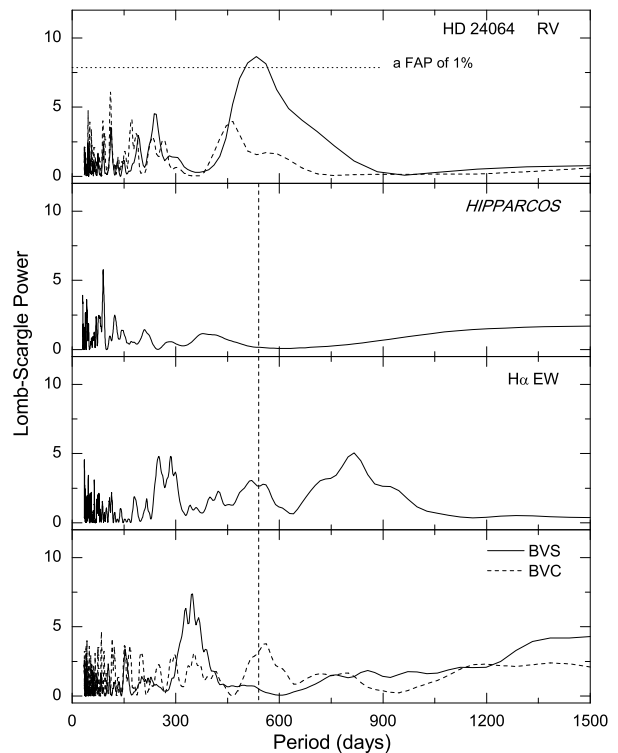 HD 24064 RV
10
a FAP of 1%
5
0
HIPPARCOS
10
5
0
Lomb-Scargle Power
Hα EW
10
5
0
BVS
BVC
10
5
0
0 300 600 900 1200 1500
Period (days)